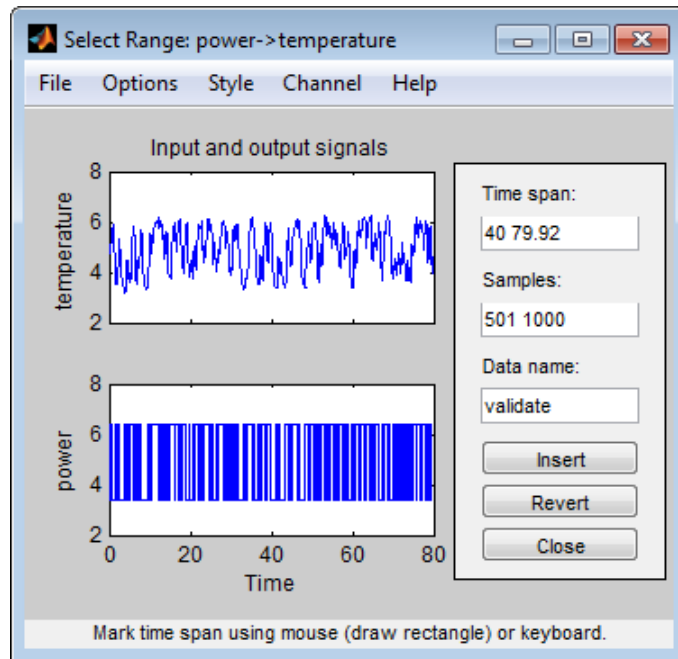 Select Range: power->temperature
File Options Style Channel Help
Input and output signals
8
6
4
2
temperature
8
6
4
2
power
0 20 40 60 80
Time
Time span:
40 79.92
Samples:
501 1000
Data name:
validate
Insert
Revert
Close
Mark time span using mouse (draw rectangle) or keyboard.